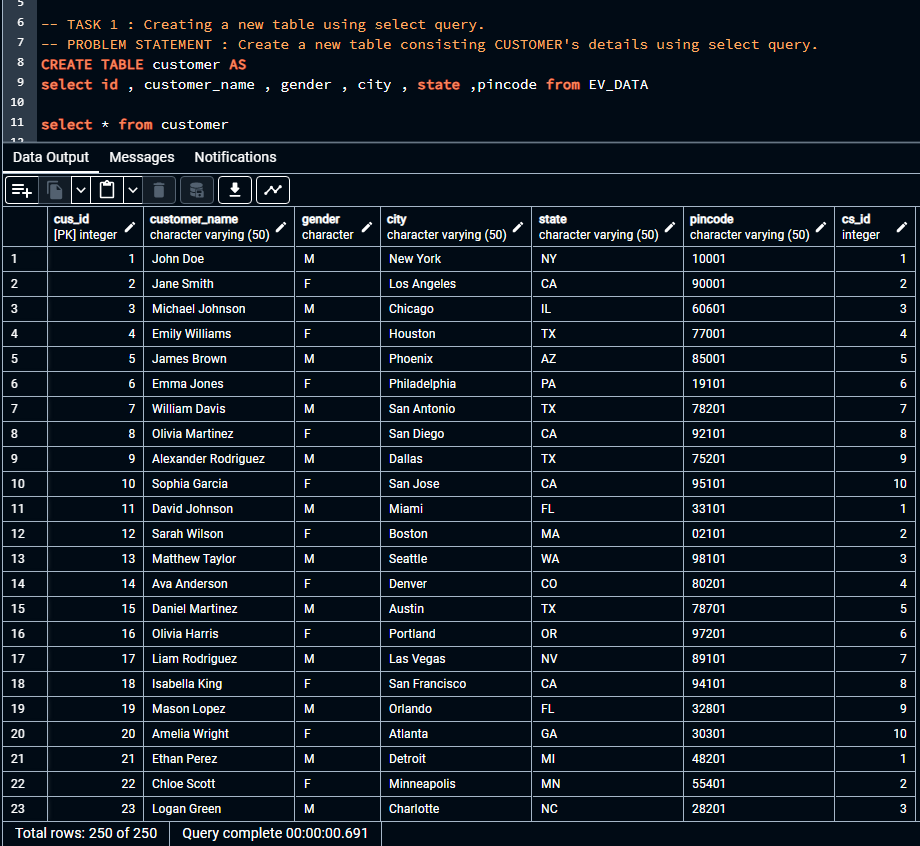 5
6 -- TASK 1 : Creating a new table using select query.
7 -- PROBLEM STATEMENT : Create a new table consisting CUSTOMER's details using select query.
8 CREATE TABLE customer AS
9 select id , customer_name , gender , city , state ,pincode from EV_DATA
10
11 select * from customer
12
Data Output Messages Notifications
cus_id customer_name gender city state pincode cs_id
[PK] integer character varying (50) character character varying (50) character varying (50) character varying (50) integer
1 1 John Doe M New York NY 10001 1
2 2 Jane Smith F Los Angeles CA 90001 2
3 3 Michael Johnson M Chicago IL 60601 3
4 4 Emily Williams F Houston TX 77001 4
5 5 James Brown M Phoenix AZ 85001 5
6 6 Emma Jones F Philadelphia PA 19101 6
7 7 William Davis M San Antonio TX 78201 7
8 8 Olivia Martinez F San Diego CA 92101 8
9 9 Alexander Rodriguez M Dallas TX 75201 9
10 10 Sophia Garcia F San Jose CA 95101 10
11 11 David Johnson M Miami FL 33101 1
12 12 Sarah Wilson F Boston MA 02101 2
13 13 Matthew Taylor M Seattle WA 98101 3
14 14 Ava Anderson F Denver CO 80201 4
15 15 Daniel Martinez M Austin TX 78701 5
16 16 Olivia Harris F Portland OR 97201 6
17 17 Liam Rodriguez M Las Vegas NV 89101 7
18 18 Isabella King F San Francisco CA 94101 8
19 19 Mason Lopez M Orlando FL 32801 9
20 20 Amelia Wright F Atlanta GA 30301 10
21 21 Ethan Perez M Detroit MI 48201 1
22 22 Chloe Scott F Minneapolis MN 55401 2
23 23 Logan Green M Charlotte NC 28201 3
Total rows: 250 of 250 Query complete 00:00:00.691